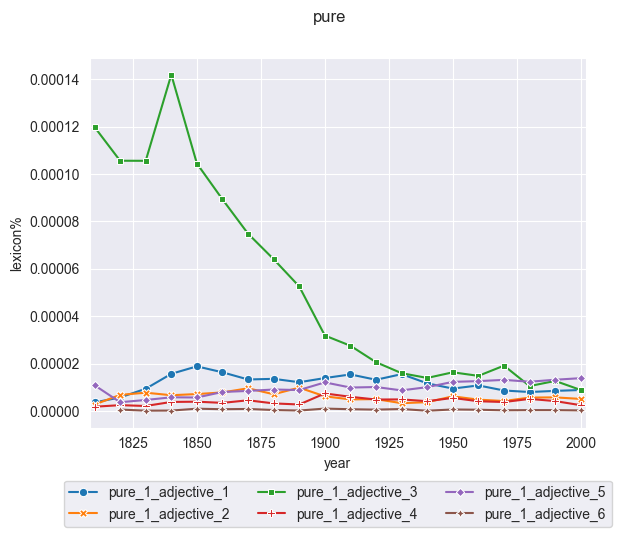 pure
0.00014
0.00012
0.00010
0.00008
0.00006
0.00004
0.00002
0.00000
lexicon%
1825 1850 1875 1900 1925 1950 1975 2000
year
pure_1_adjective_1 pure_1_adjective_3 pure_1_adjective_5
pure_1_adjective_2 pure_1_adjective_4 pure_1_adjective_6